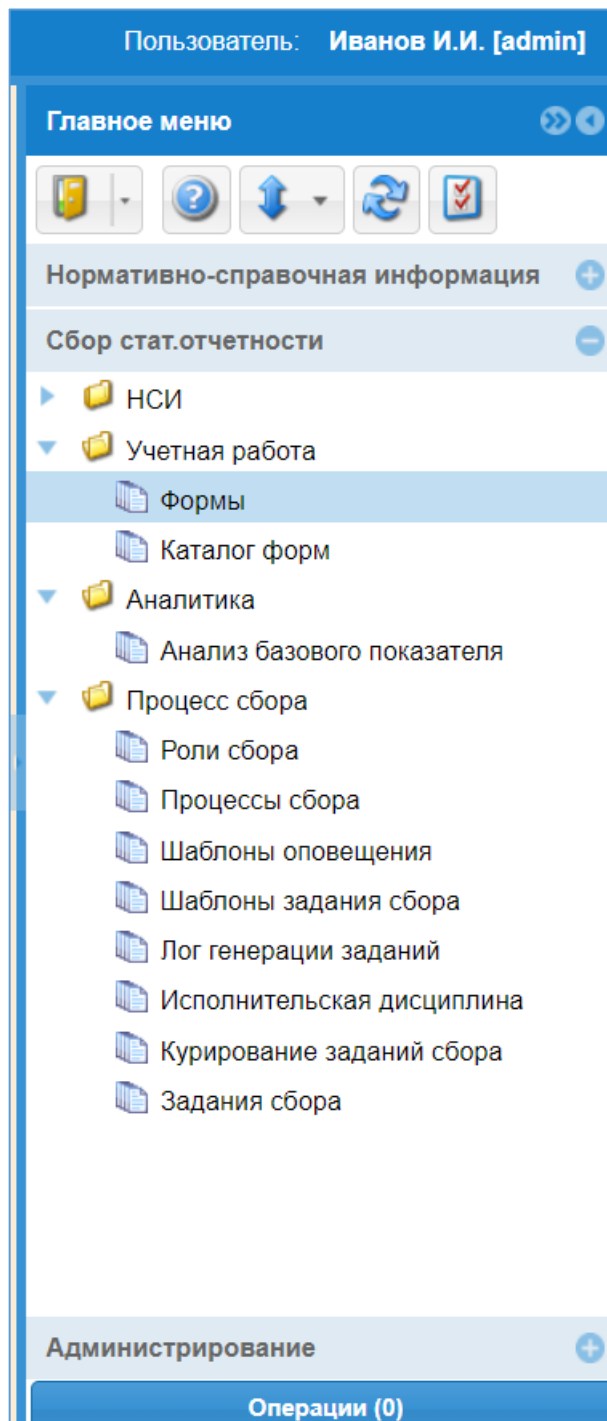 Пользователь: Иванов И.И. [admin]
Главное меню
Нормативно-справочная информация
Сбор стат.отчетности
НСИ
Учетная работа
Формы
Каталог форм
Аналитика
Анализ базового показателя
Процесс сбора
Роли сбора
Процессы сбора
Шаблоны оповещения
Шаблоны задания сбора
Лог генерации заданий
Исполнительская дисциплина
Курирование заданий сбора
Задания сбора
Администрирование
Операции (0)